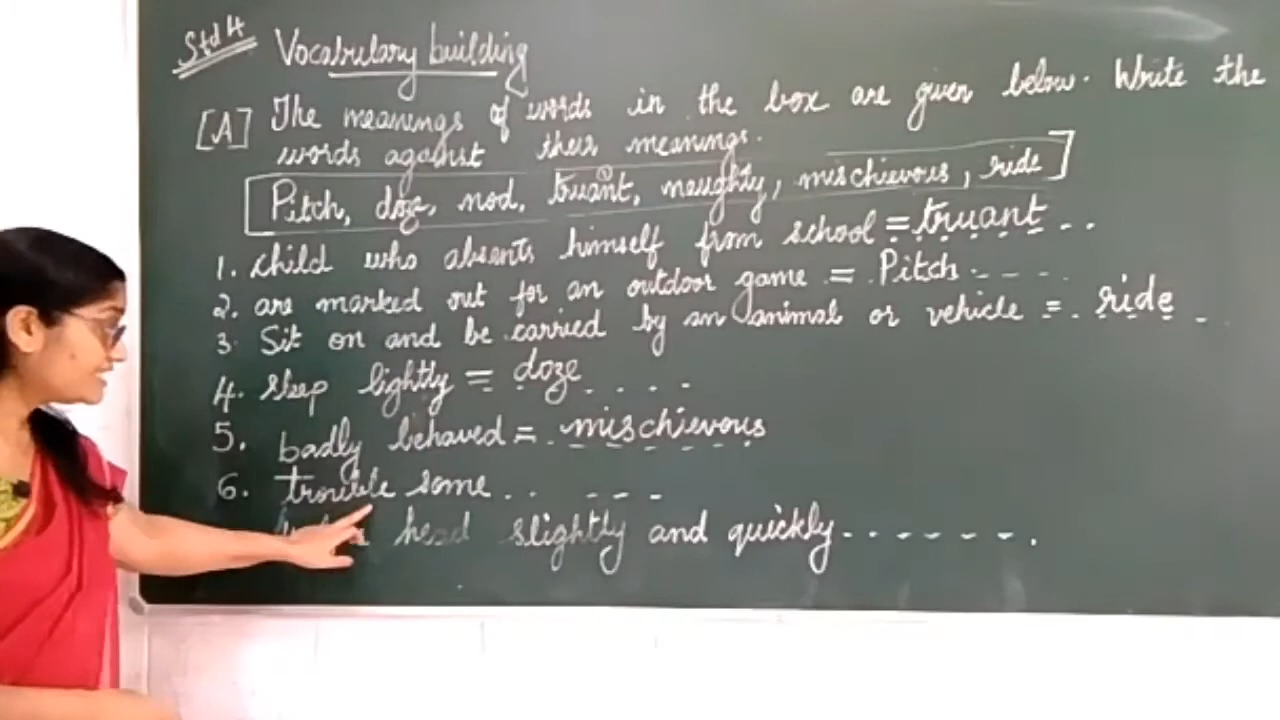 Std 4
Vocabulary building
[A] The meanings of words in the box are given below. Write the
words against their meanings.
Pitch, doze, nod, truant, naughty, mischievous, ride
1. child who absents himself from school = truant . .
2. are marked out for an outdoor game = Pitch - - - -
3. Sit on and be carried by an animal or vehicle = ride - .
4. sleep lightly = doze . . . .
5. badly behaved = mischievous
6. trouble some . . - - -
head slightly and quickly - - - - - - - .